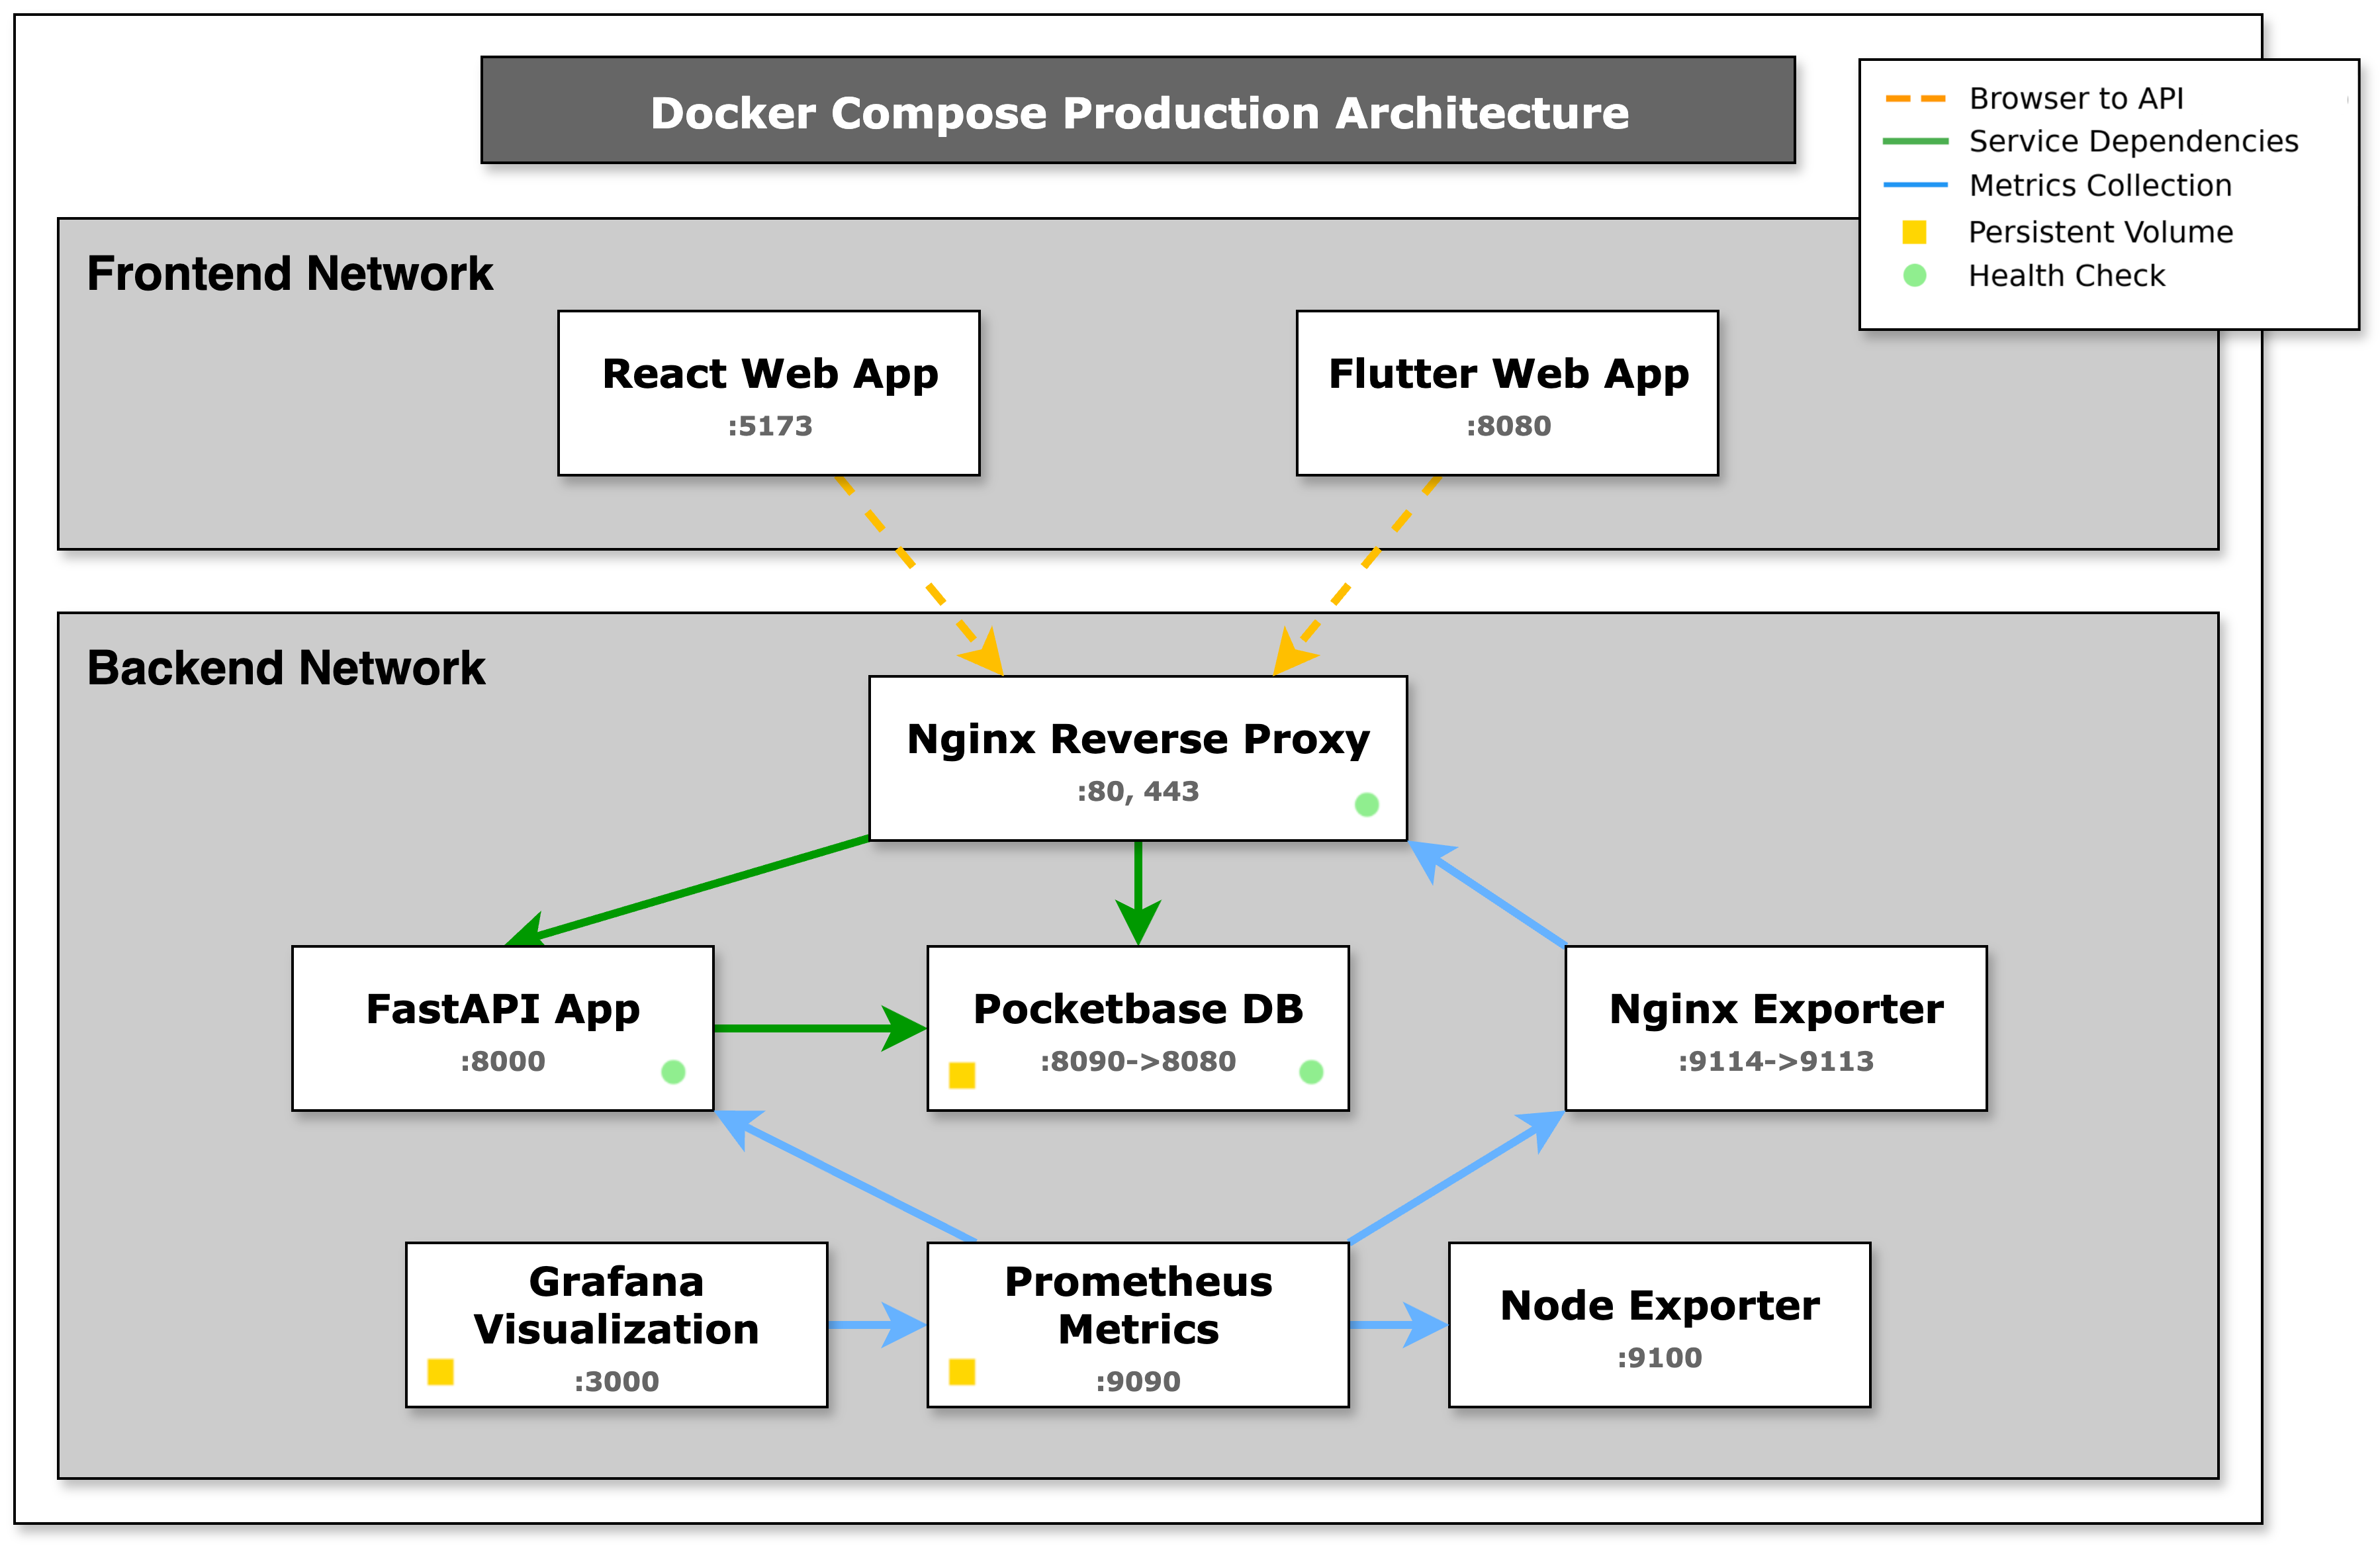 Docker Compose Production Architecture
Browser to API
Service Dependencies
Metrics Collection
Persistent Volume
Health Check
Frontend Network
React Web App
:5173
Flutter Web App
:8080
Backend Network
Nginx Reverse Proxy
:80, 443
FastAPI App
:8000
Pocketbase DB
:8090->8080
Nginx Exporter
:9114->9113
Grafana
Visualization
:3000
Prometheus
Metrics
:9090
Node Exporter
:9100